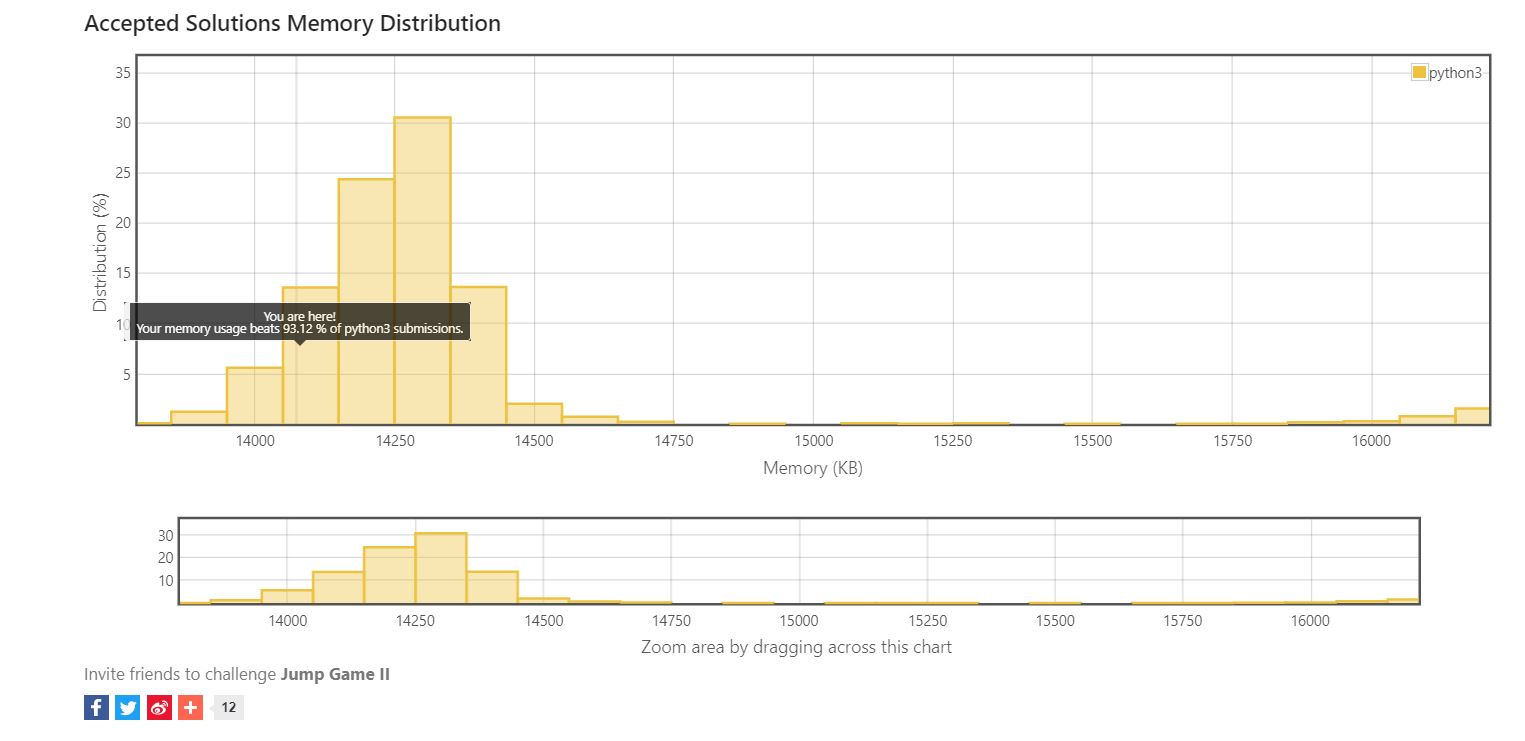 Accepted Solutions Memory Distribution
35
python3
30
25
20
15
10
5
Distribution (%)
You are here!
Your memory usage beats 93.12 % of python3 submissions.
14000 14250 14500 14750 15000 15250 15500 15750 16000
Memory (KB)
30
20
10
14000 14250 14500 14750 15000 15250 15500 15750 16000
Zoom area by dragging across this chart
Invite friends to challenge Jump Game II
12